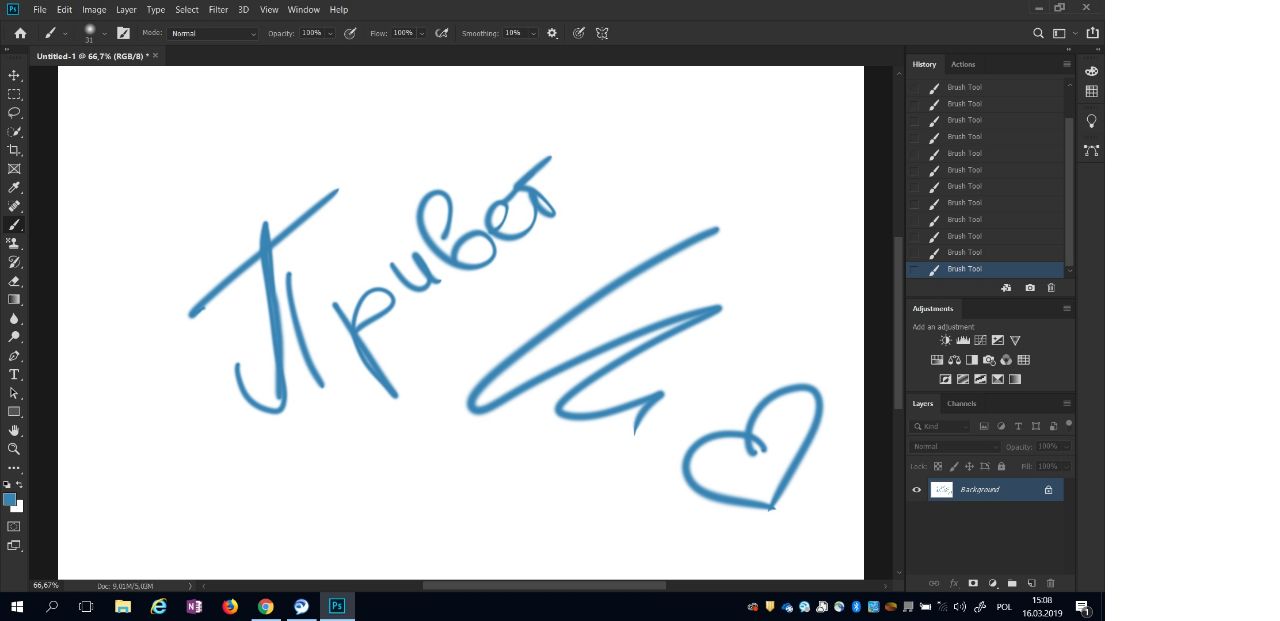 Ps File Edit Image Layer Type Select Filter 3D View Window Help
31 Mode: Normal Opacity: 100% Flow: 100% Smoothing: 10%
Untitled-1 @ 66,7% (RGB/8) * ×
Привет
History Actions
Brush Tool
Brush Tool
Brush Tool
Brush Tool
Brush Tool
Brush Tool
Brush Tool
Brush Tool
Brush Tool
Brush Tool
Brush Tool
Brush Tool
Adjustments
Add an adjustment
Layers Channels
Kind
Normal Opacity: 100%
Lock: Fill: 100%
Background
fx
66,67% Doc: 9,01M/5,03M
Ps POL 15:08
16.03.2019 1